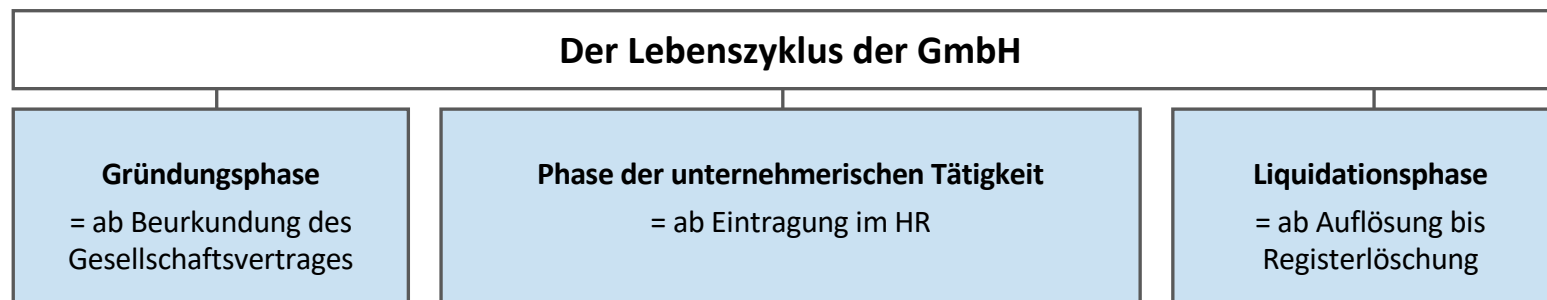 Der Lebenszyklus der GmbH
Gründungsphase
= ab Beurkundung des
Gesellschaftsvertrages
Phase der unternehmerischen Tätigkeit
= ab Eintragung im HR
Liquidationsphase
= ab Auflösung bis
Registerlöschung